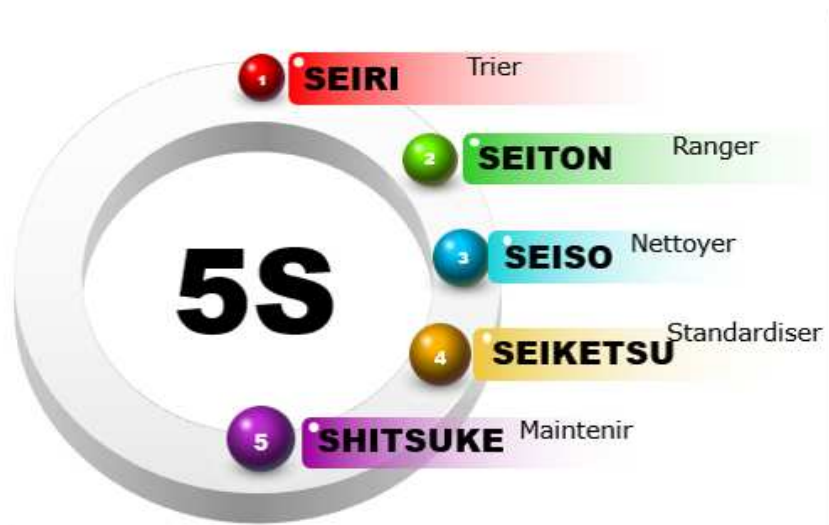 1 SEIRI Trier
2 SEITON Ranger
3 SEISO Nettoyer
5S
4 SEIKETSU Standardiser
5 SHITSUKE Maintenir